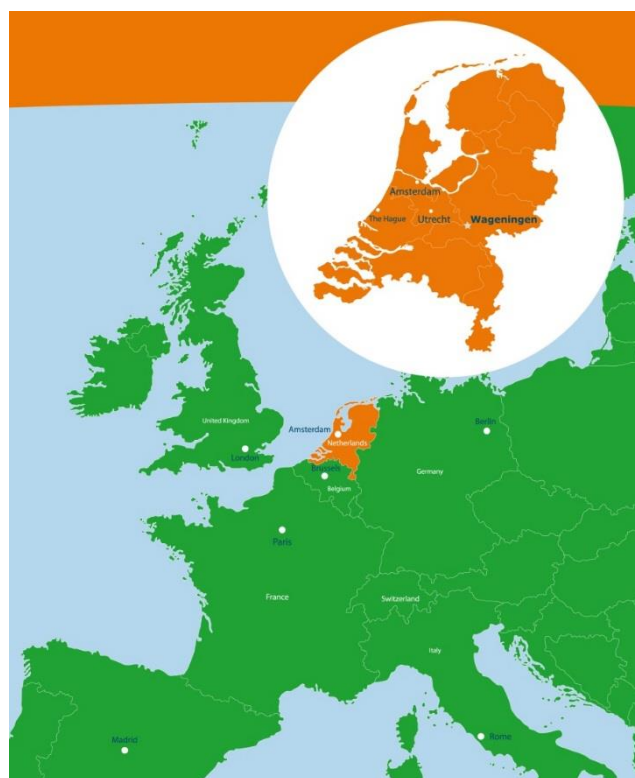 Amsterdam
The Hague
Utrecht
Wageningen
United Kingdom
London
Amsterdam
Netherlands
Berlin
Brussels
Belgium
Germany
Paris
France
Switzerland
Italy
Madrid
Rome